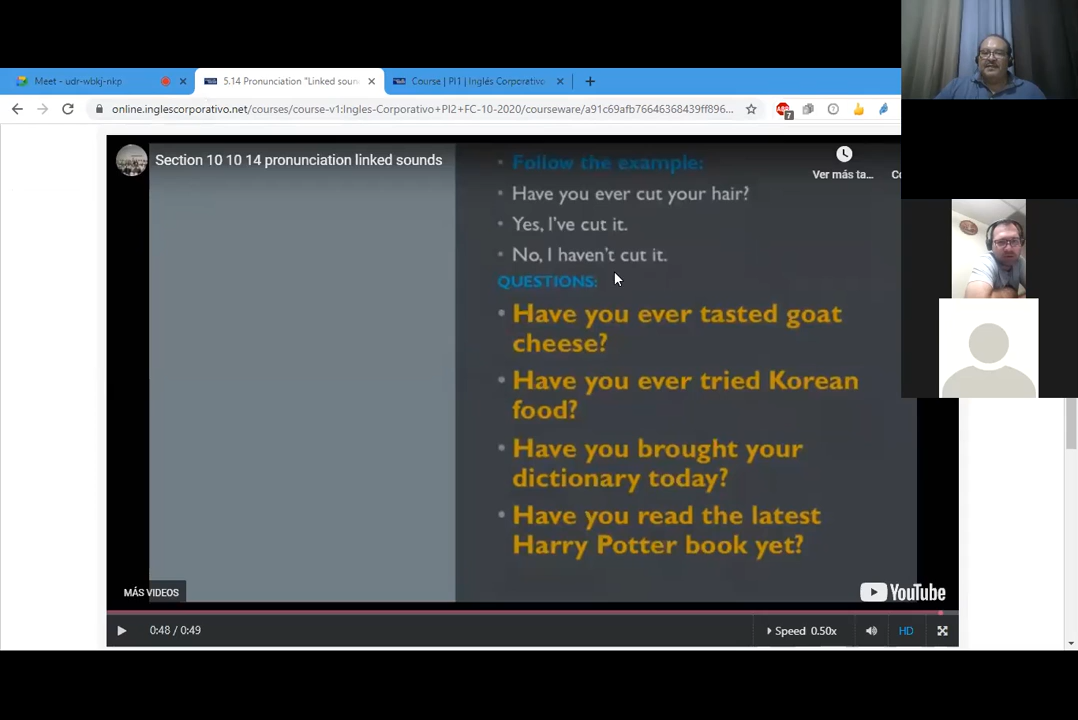 Meet - udr-wbkj-nkp
5.14 Pronunciation "Linked soun
Course | PI1 | Inglés Corporativo
online.inglescorporativo.net/courses/course-v1:Ingles-Corporativo+PI2+FC-10-2020/courseware/a91c69afb76646368439ff896...
7
Section 10 10 14 pronunciation linked sounds
Ver más ta...
Follow the example:
Have you ever cut your hair?
Yes, I've cut it.
No, I haven't cut it.
QUESTIONS:
Have you ever tasted goat
cheese?
Have you ever tried Korean
food?
Have you brought your
dictionary today?
Have you read the latest
Harry Potter book yet?
MÁS VIDEOS
YouTube
0:48 / 0:49
Speed 0.50x
HD